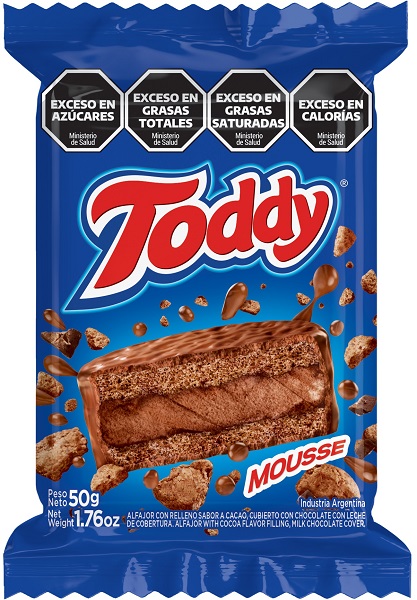 EXCESO EN
AZÚCARES
Ministerio
de Salud
EXCESO EN
GRASAS
TOTALES
Ministerio
de Salud
EXCESO EN
GRASAS
SATURADAS
Ministerio
de Salud
EXCESO EN
CALORÍAS
Ministerio
de Salud
Toddy®
MOUSSE
Peso
Neto 50g
Net
Weight 1.76oz
Industria Argentina
ALFAJOR CON RELLENO SABOR A CACAO, CUBIERTO CON CHOCOLATE CON LECHE
DE COBERTURA. ALFAJOR WITH COCOA FLAVOR FILLING, MILK CHOCOLATE COVER.